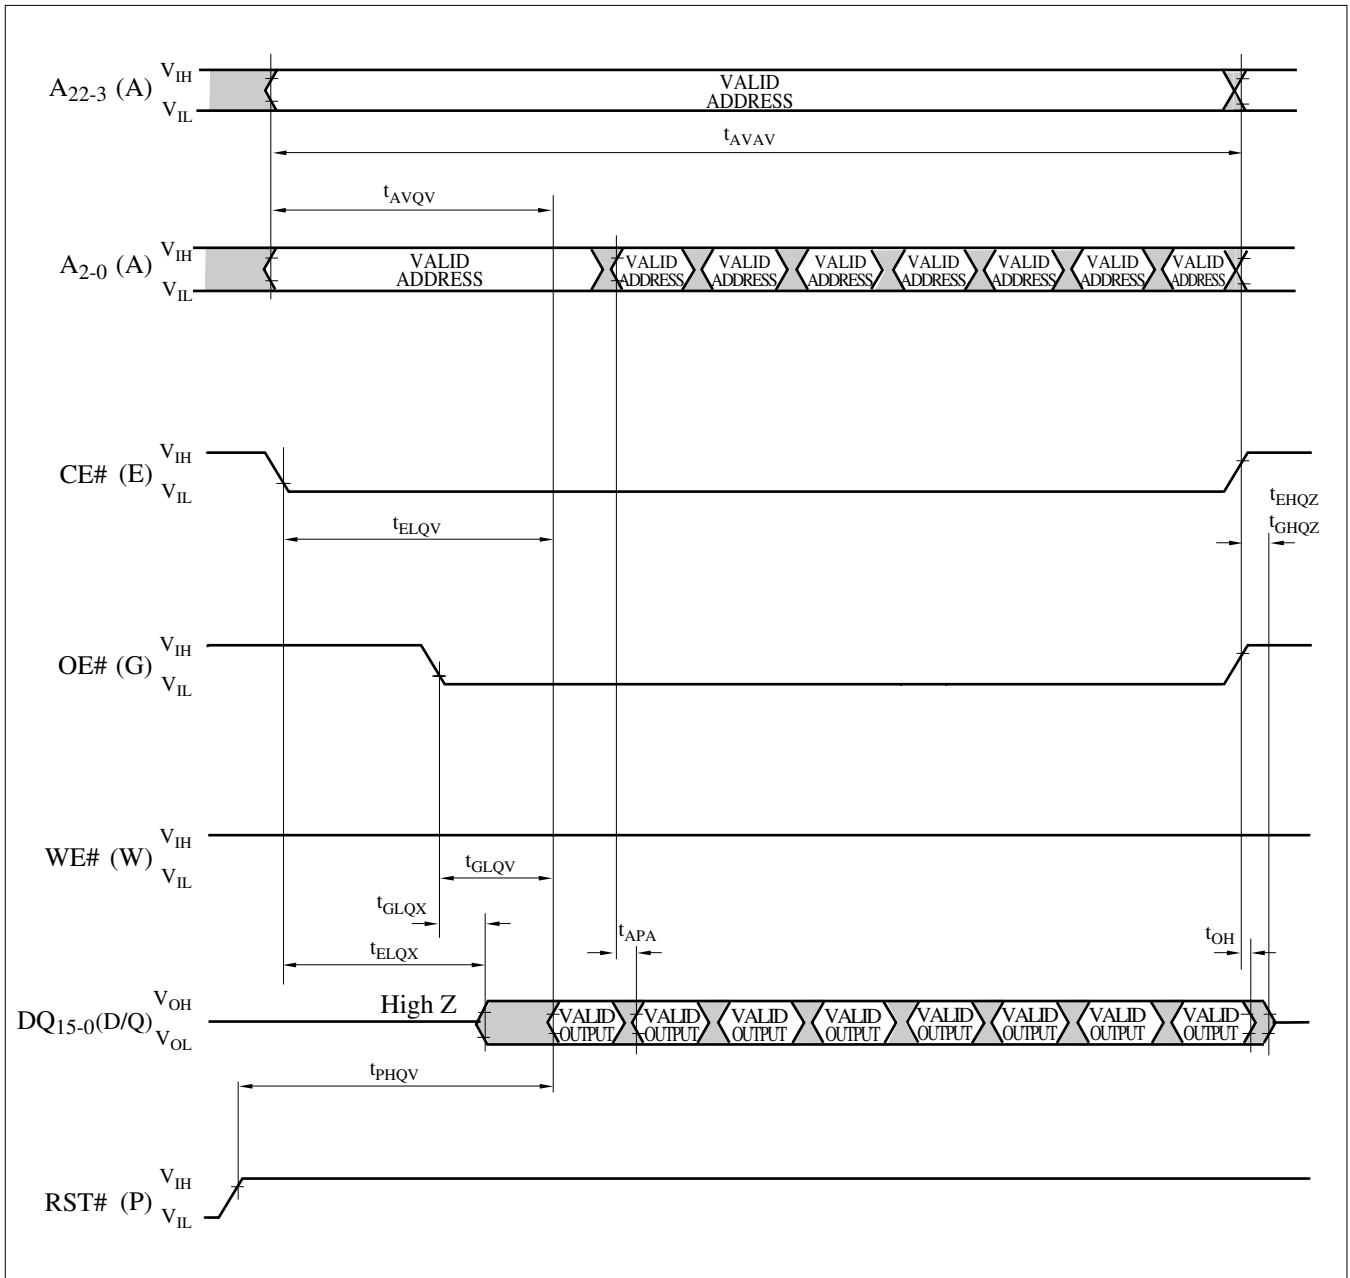 A22-3 (A)
VIH
VIL
VALID
ADDRESS
tAVAV
tAVQV
A2-0 (A)
VIH
VIL
VALID
ADDRESS
VALID
ADDRESS
VALID
ADDRESS
VALID
ADDRESS
VALID
ADDRESS
VALID
ADDRESS
VALID
ADDRESS
VALID
ADDRESS
CE# (E)
VIH
VIL
tEHQZ
tGHQZ
tELQV
OE# (G)
VIH
VIL
WE# (W)
VIH
VIL
tGLQV
tGLQX
tAPA
tOH
tELQX
DQ15-0(D/Q)
VOH
VOL
High Z
VALID
OUTPUT
VALID
OUTPUT
VALID
OUTPUT
VALID
OUTPUT
VALID
OUTPUT
VALID
OUTPUT
VALID
OUTPUT
VALID
OUTPUT
tPHQV
RST# (P)
VIH
VIL